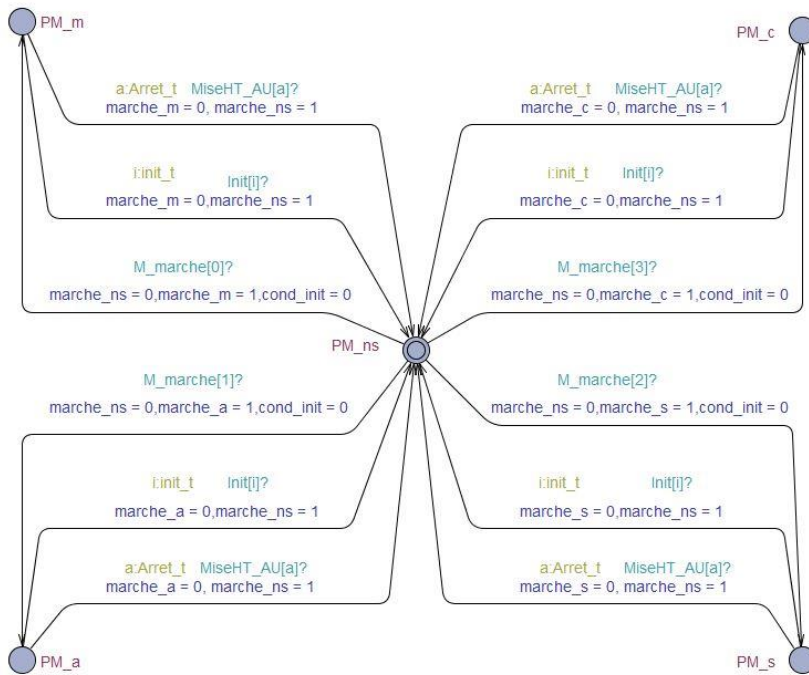 PM_m
PM_c
a:Arret_t MiseHT_AU[a]?
marche_m = 0, marche_ns = 1
a:Arret_t MiseHT_AU[a]?
marche_c = 0, marche_ns = 1
i:init_t Init[i]?
marche_m = 0,marche_ns = 1
i:init_t Init[i]?
marche_c = 0,marche_ns = 1
M_marche[0]?
marche_ns = 0,marche_m = 1,cond_init = 0
M_marche[3]?
marche_ns = 0,marche_c = 1,cond_init = 0
PM_ns
M_marche[1]?
marche_ns = 0,marche_a = 1,cond_init = 0
M_marche[2]?
marche_ns = 0,marche_s = 1,cond_init = 0
i:init_t Init[i]?
marche_a = 0,marche_ns = 1
i:init_t Init[i]?
marche_s = 0,marche_ns = 1
a:Arret_t MiseHT_AU[a]?
marche_a = 0, marche_ns = 1
a:Arret_t MiseHT_AU[a]?
marche_s = 0, marche_ns = 1
PM_a
PM_s